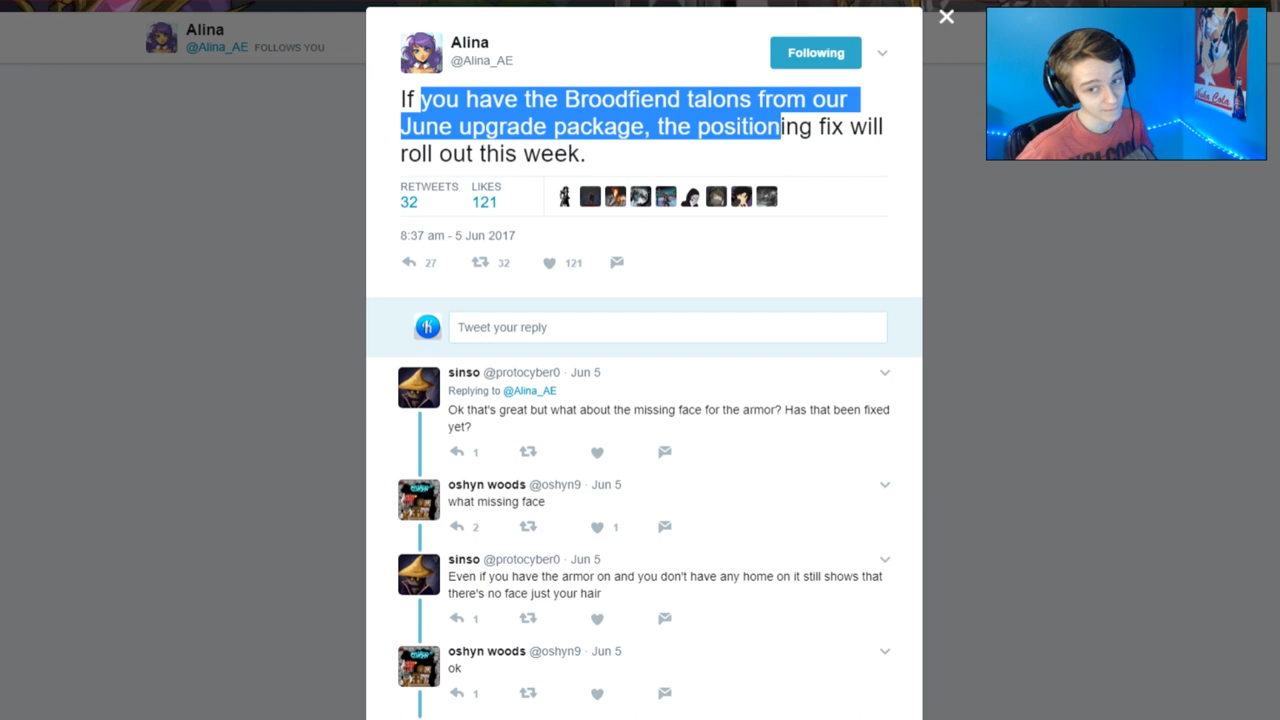 Alina
@Alina_AE FOLLOWS YOU
Alina
@Alina_AE
Following
If you have the Broodfiend talons from our
June upgrade package, the positioning fix will
roll out this week.
RETWEETS LIKES
32 121
8:37 am - 5 Jun 2017
27 32 121
Tweet your reply
sinso @protocyber0 · Jun 5
Replying to @Alina_AE
Ok that's great but what about the missing face for the armor? Has that been fixed
yet?
1
oshyn woods @oshyn9 · Jun 5
what missing face
2 1
sinso @protocyber0 · Jun 5
Even if you have the armor on and you don't have any home on it still shows that
there's no face just your hair
1
oshyn woods @oshyn9 · Jun 5
ok
1
Nuka Cola